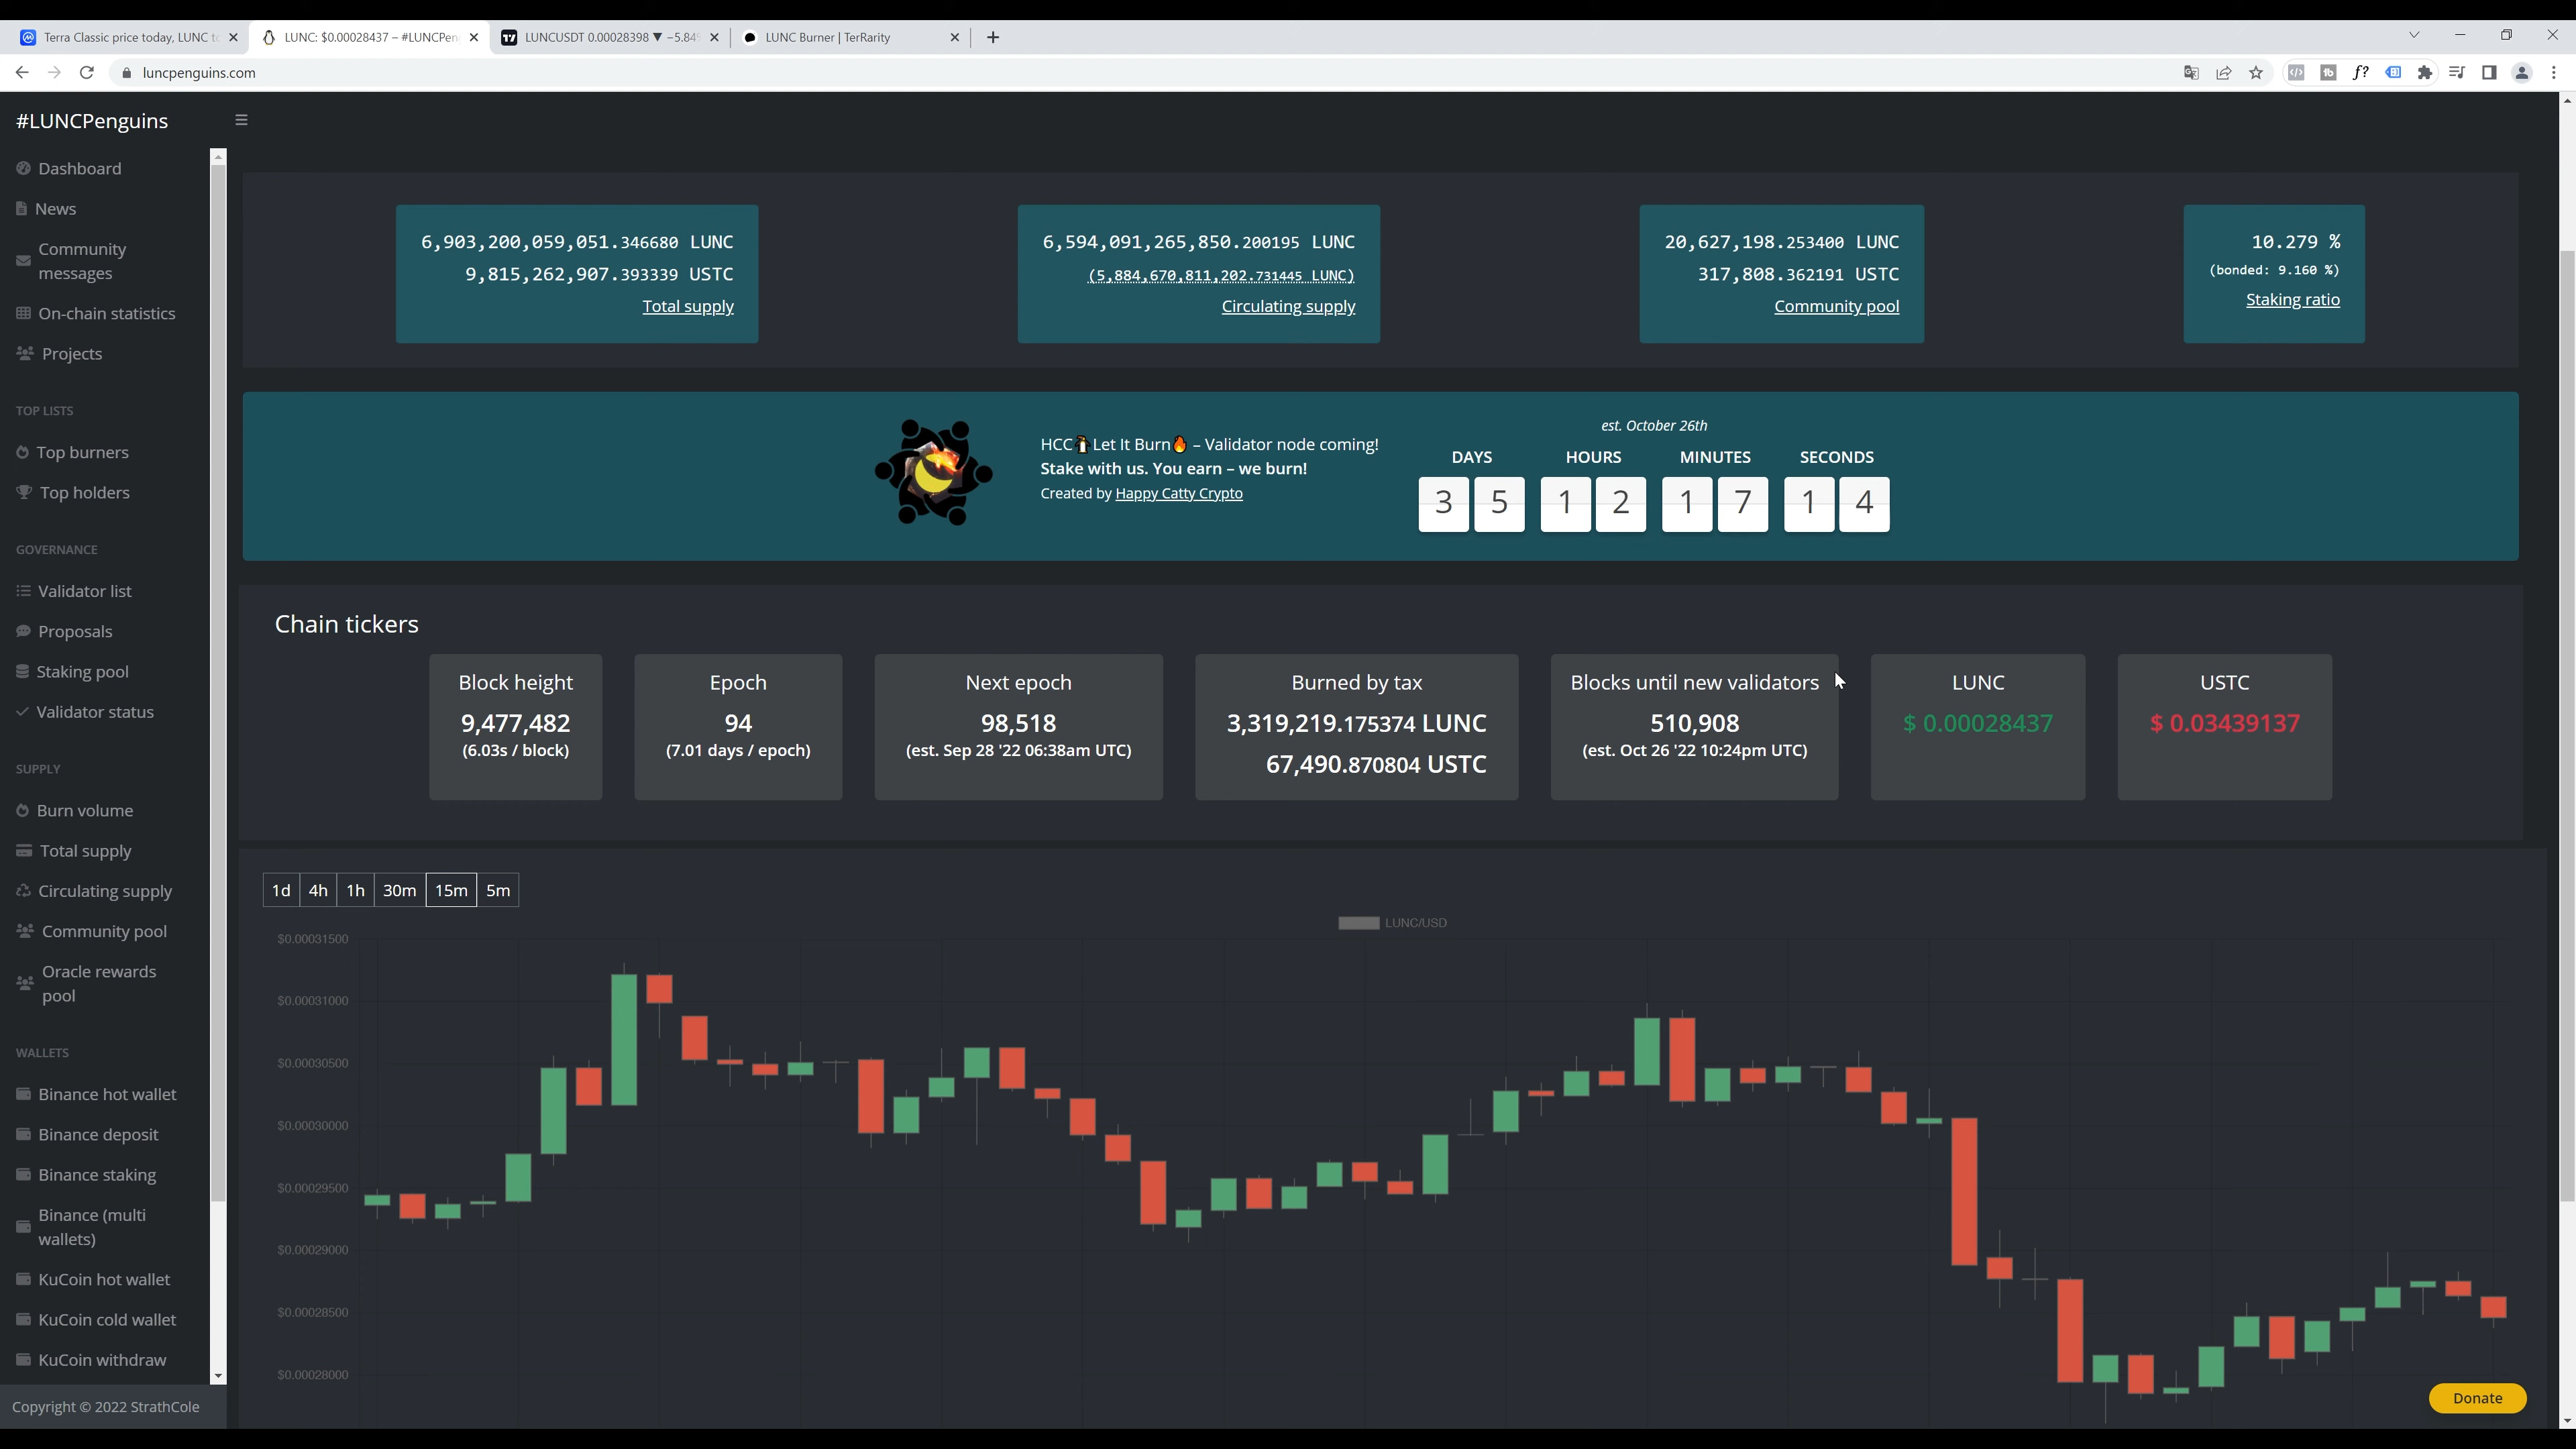 Terra Classic price today, LUNC to
LUNC: $0.00028437 – #LUNCPen
LUNCUSDT 0.00028398 ▼ −5.84%
LUNC Burner | TerRarity
luncpenguins.com
#LUNCPenguins
Dashboard
News
Community
messages
On-chain statistics
Projects
TOP LISTS
Top burners
Top holders
GOVERNANCE
Validator list
Proposals
Staking pool
Validator status
SUPPLY
Burn volume
Total supply
Circulating supply
Community pool
Oracle rewards
pool
WALLETS
Binance hot wallet
Binance deposit
Binance staking
Binance (multi
wallets)
KuCoin hot wallet
KuCoin cold wallet
KuCoin withdraw
Copyright © 2022 StrathCole
6,903,200,059,051.346680 LUNC
9,815,262,907.393339 USTC
Total supply
6,594,091,265,850.200195 LUNC
(5,884,670,811,202.731445 LUNC)
Circulating supply
20,627,198.253400 LUNC
317,808.362191 USTC
Community pool
10.279 %
(bonded: 9.160 %)
Staking ratio
HCC🐧Let It Burn🔥 – Validator node coming!
Stake with us. You earn – we burn!
Created by Happy Catty Crypto
est. October 26th
DAYS HOURS MINUTES SECONDS
3 5 1 2 1 7 1 4
Chain tickers
Block height
9,477,482
(6.03s / block)
Epoch
94
(7.01 days / epoch)
Next epoch
98,518
(est. Sep 28 '22 06:38am UTC)
Burned by tax
3,319,219.175374 LUNC
67,490.870804 USTC
Blocks until new validators
510,908
(est. Oct 26 '22 10:24pm UTC)
LUNC
$ 0.00028437
USTC
$ 0.03439137
1d 4h 1h 30m 15m 5m
LUNC/USD
$0.00031500
$0.00031000
$0.00030500
$0.00030000
$0.00029500
$0.00029000
$0.00028500
$0.00028000
Donate